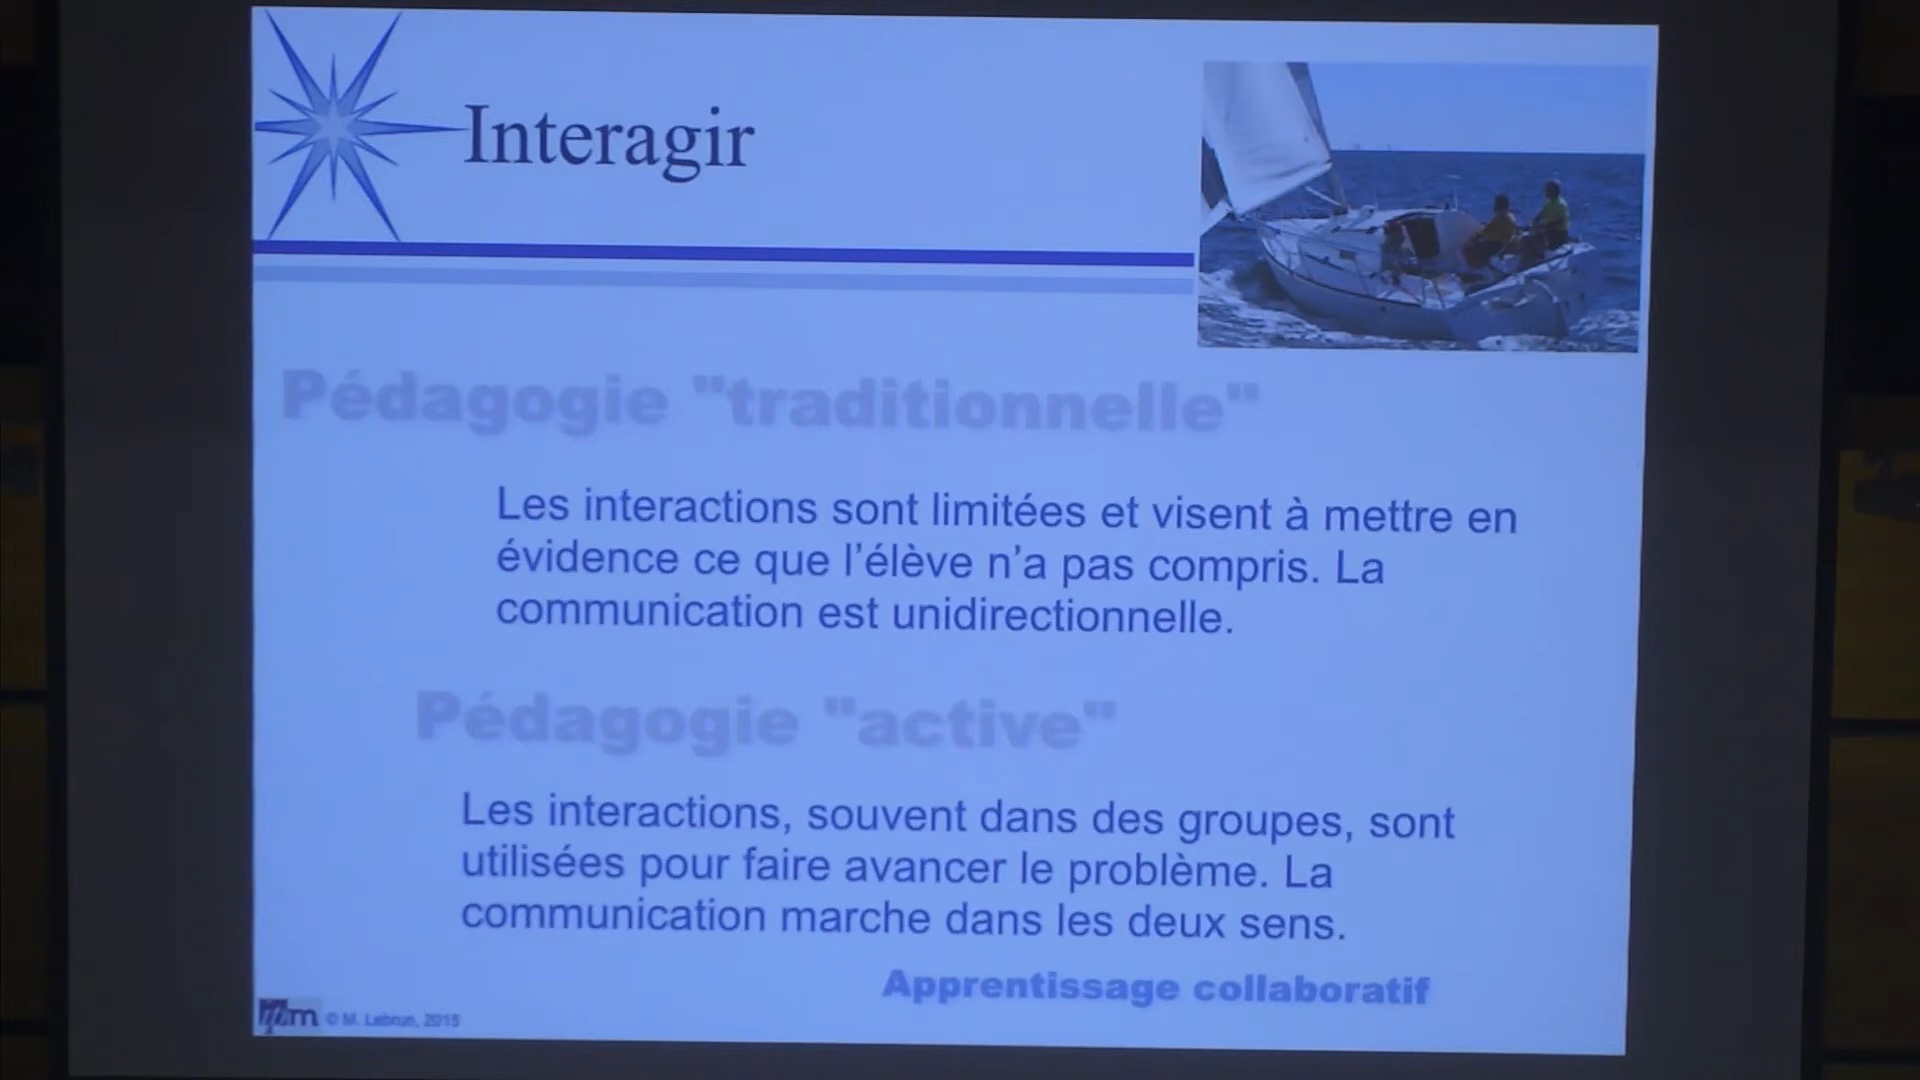 Interagir
Pédagogie "traditionnelle"
Les interactions sont limitées et visent à mettre en
évidence ce que l’élève n’a pas compris. La
communication est unidirectionnelle.
Pédagogie "active"
Les interactions, souvent dans des groupes, sont
utilisées pour faire avancer le problème. La
communication marche dans les deux sens.
Apprentissage collaboratif
© M. Lebrun, 2015